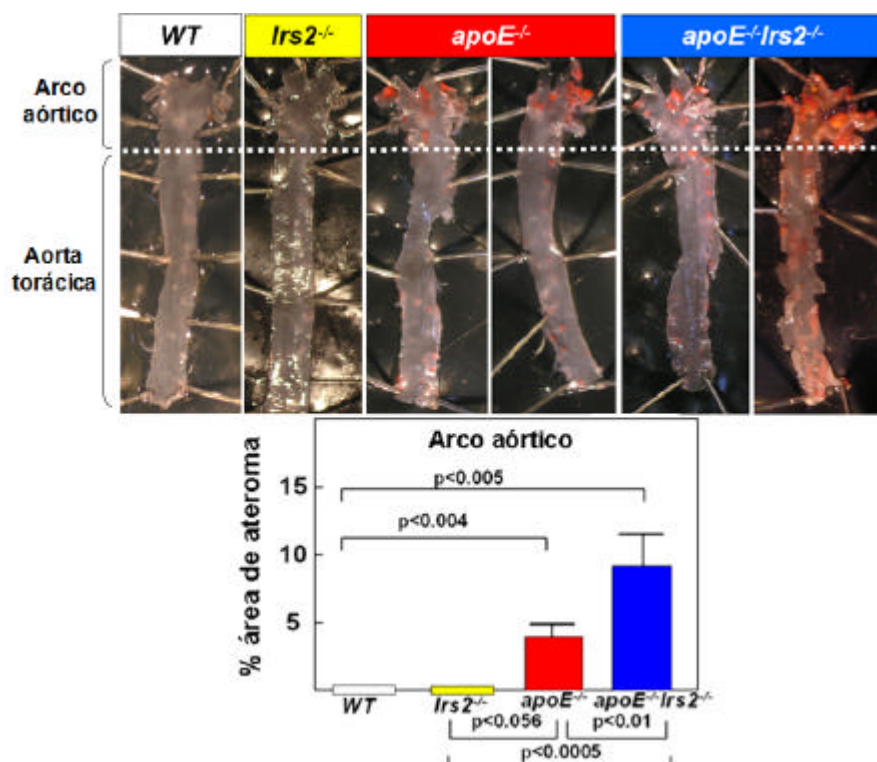 WT Irs2-/- apoE-/- apoE-/-Irs2-/-
Arco
aórtico
Aorta
torácica
Arco aórtico
% área de ateroma
15
10
5
p<0.005
p<0.004
WT Irs2-/- apoE-/- apoE-/-Irs2-/-
p<0.056 p<0.01
p<0.0005